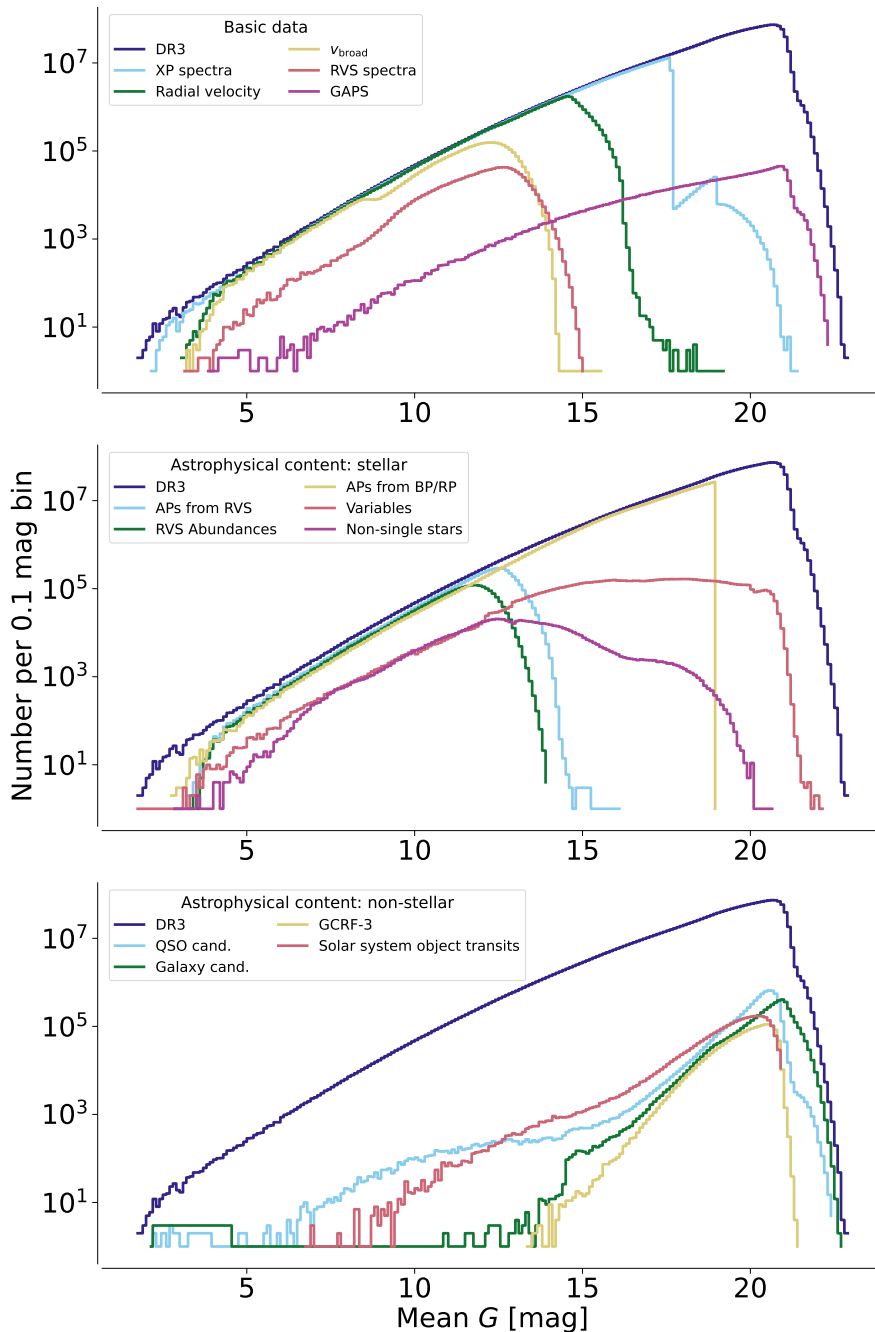 Basic data
DR3
XP spectra
Radial velocity
v_broad
RVS spectra
GAPS
10^7
10^5
10^3
10^1
5 10 15 20
Astrophysical content: stellar
DR3
APs from RVS
RVS Abundances
APs from BP/RP
Variables
Non-single stars
10^7
10^5
10^3
10^1
5 10 15 20
Number per 0.1 mag bin
Astrophysical content: non-stellar
DR3
QSO cand.
Galaxy cand.
GCRF-3
Solar system object transits
10^7
10^5
10^3
10^1
5 10 15 20
Mean G [mag]